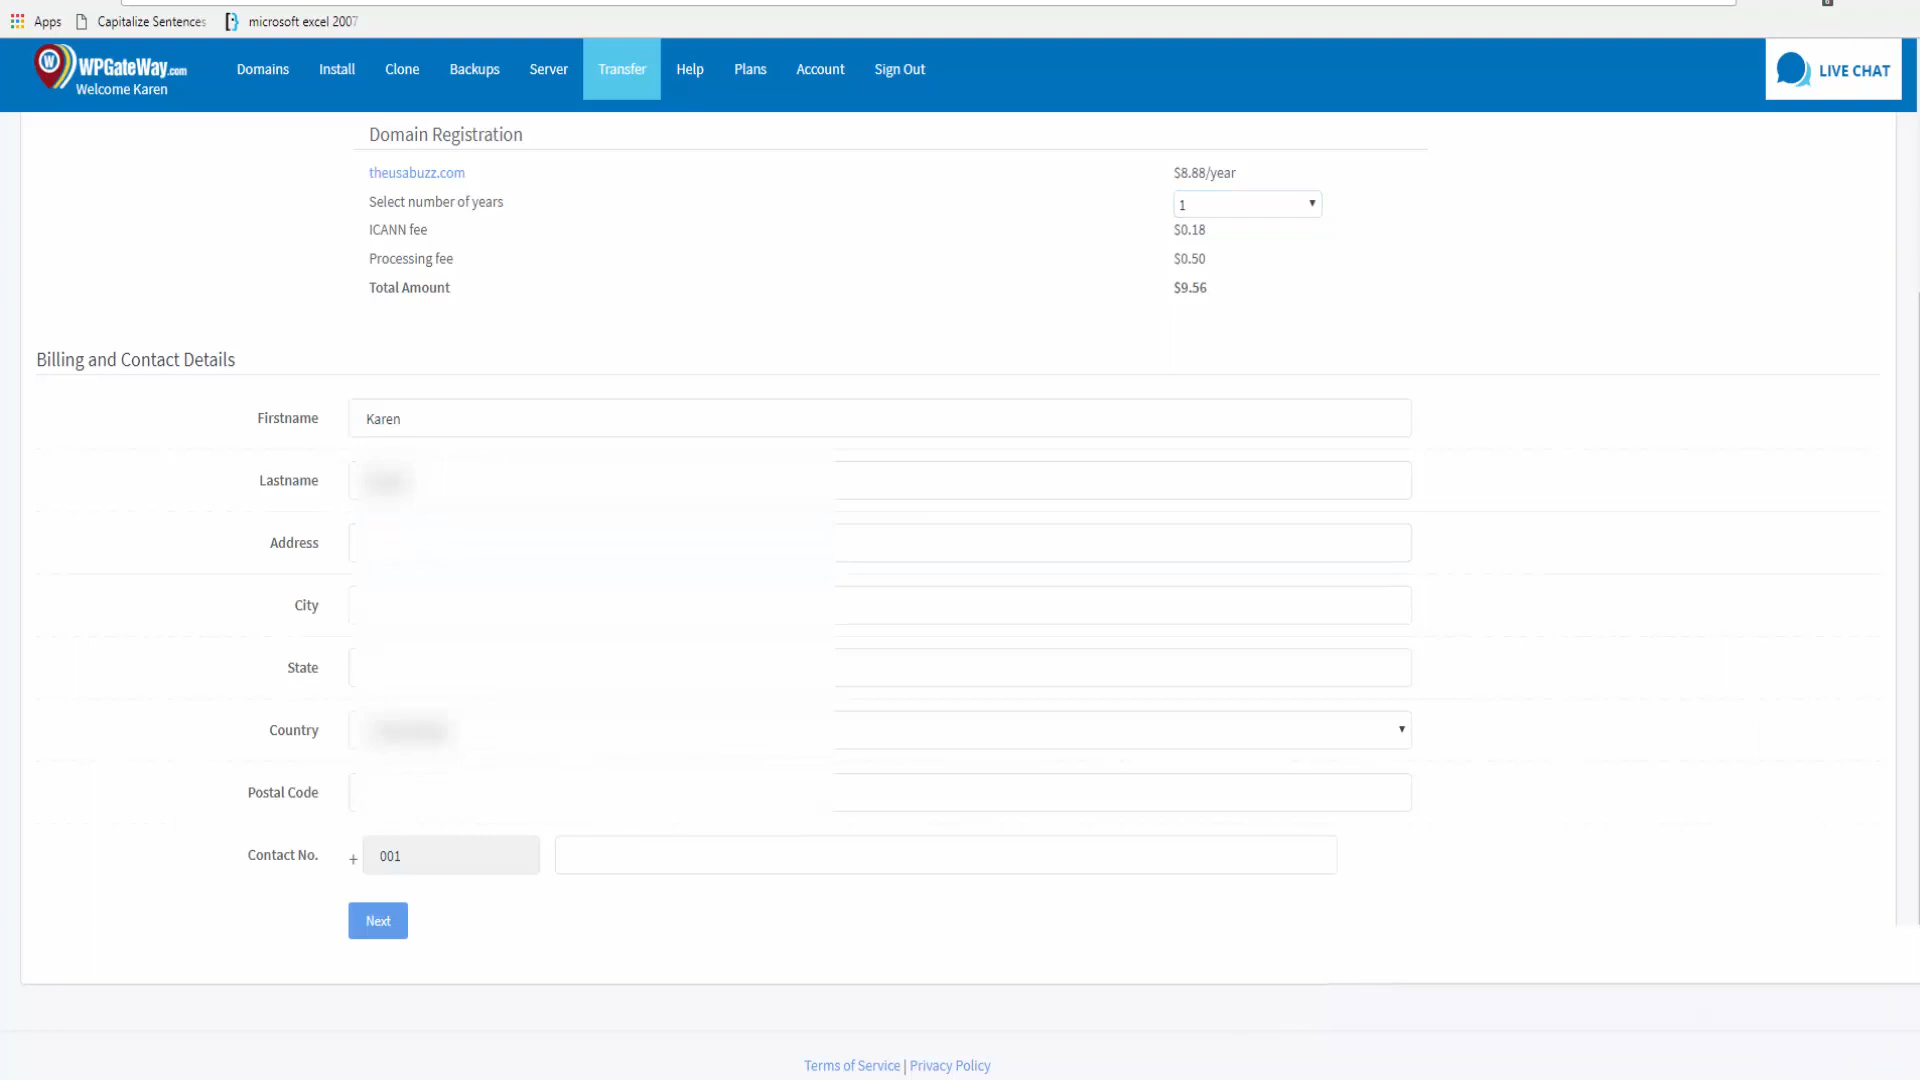 Apps Capitalize Sentences microsoft excel 2007
W WPGateWay.com
Welcome Karen
Domains Install Clone Backups Server Transfer Help Plans Account Sign Out
LIVE CHAT
Domain Registration
theusabuzz.com $8.88/year
Select number of years 1
ICANN fee $0.18
Processing fee $0.50
Total Amount $9.56
Billing and Contact Details
Firstname Karen
Lastname
Address
City
State
Country
Postal Code
Contact No. + 001
Next
Terms of Service | Privacy Policy